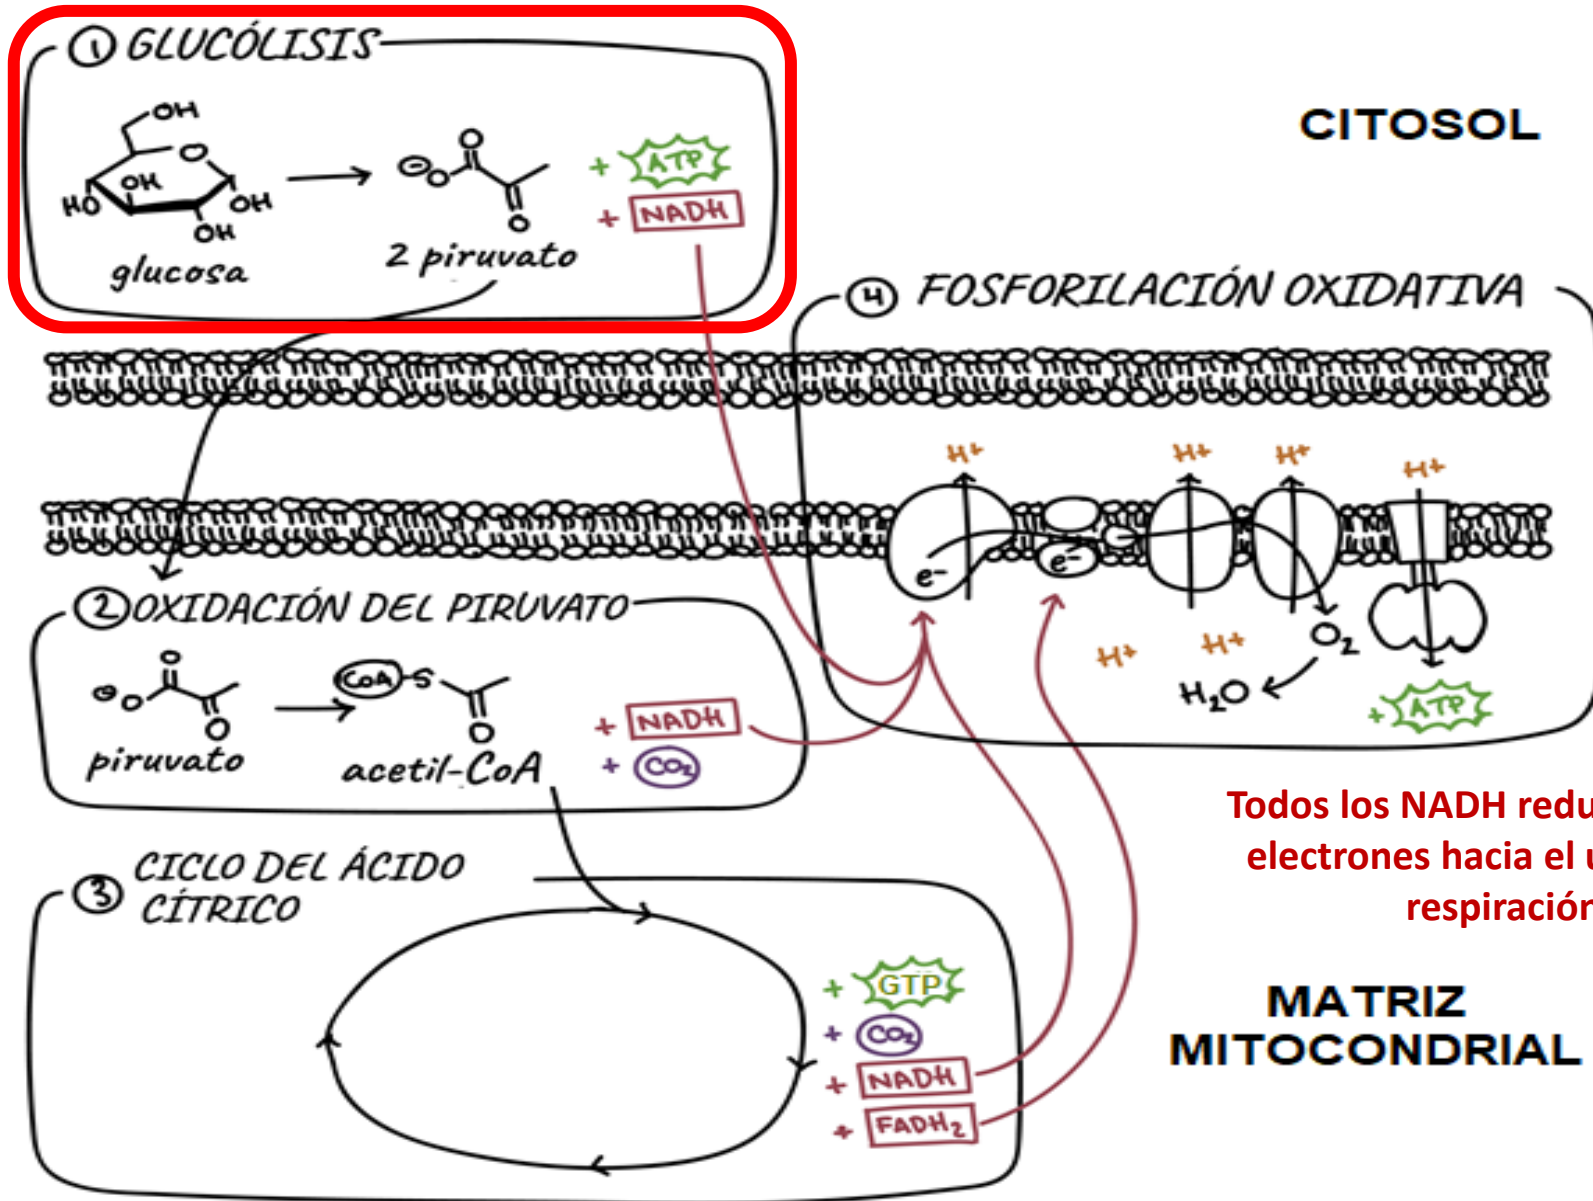 ① GLUCÓLISIS
OH
O
OH
HO
OH
OH
glucosa
⊖O
O
O
2 piruvato
+ ATP
+ NADH
CITOSOL
④ FOSFORILACIÓN OXIDATIVA
H+
H+
H+
H+
e-
e-
H+
H+
O₂
H₂O
+ ATP
② OXIDACIÓN DEL PIRUVATO
O
⊖O
O
piruvato
CoA-S
O
acetil-CoA
+ NADH
+ CO₂
Todos los NADH redu
electrones hacia el u
respiración
③ CICLO DEL ÁCIDO
CÍTRICO
+ GTP
+ CO₂
+ NADH
+ FADH₂
MATRIZ
MITOCONDRIAL